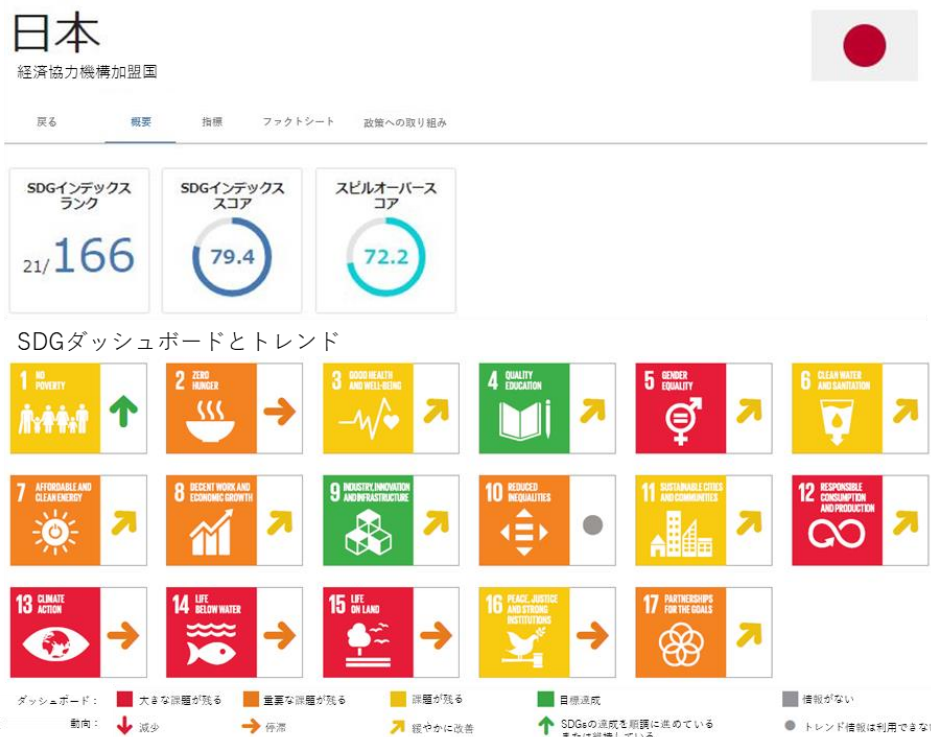 日本
経済協力機構加盟国
戻る 概要 指標 ファクトシート 政策への取り組み
SDGインデックス
ランク
21/166
SDGインデックス
スコア
79.4
スピルオーバース
コア
72.2
SDGダッシュボードとトレンド
1 NO
POVERTY
2 ZERO
HUNGER
3 GOOD HEALTH
AND WELL-BEING
4 QUALITY
EDUCATION
5 GENDER
EQUALITY
6 CLEAN WATER
AND SANITATION
7 AFFORDABLE AND
CLEAN ENERGY
8 DECENT WORK AND
ECONOMIC GROWTH
9 INDUSTRY, INNOVATION
AND INFRASTRUCTURE
10 REDUCED
INEQUALITIES
11 SUSTAINABLE CITIES
AND COMMUNITIES
12 RESPONSIBLE
CONSUMPTION
AND PRODUCTION
13 CLIMATE
ACTION
14 LIFE
BELOW WATER
15 LIFE
ON LAND
16 PEACE, JUSTICE
AND STRONG
INSTITUTIONS
17 PARTNERSHIPS
FOR THE GOALS
ダッシュボード： 大きな課題が残る 重要な課題が残る 課題が残る 目標達成 情報がない
動向： 減少 停滞 緩やかに改善 SDGsの達成を順調に進めている トレンド情報は利用できな